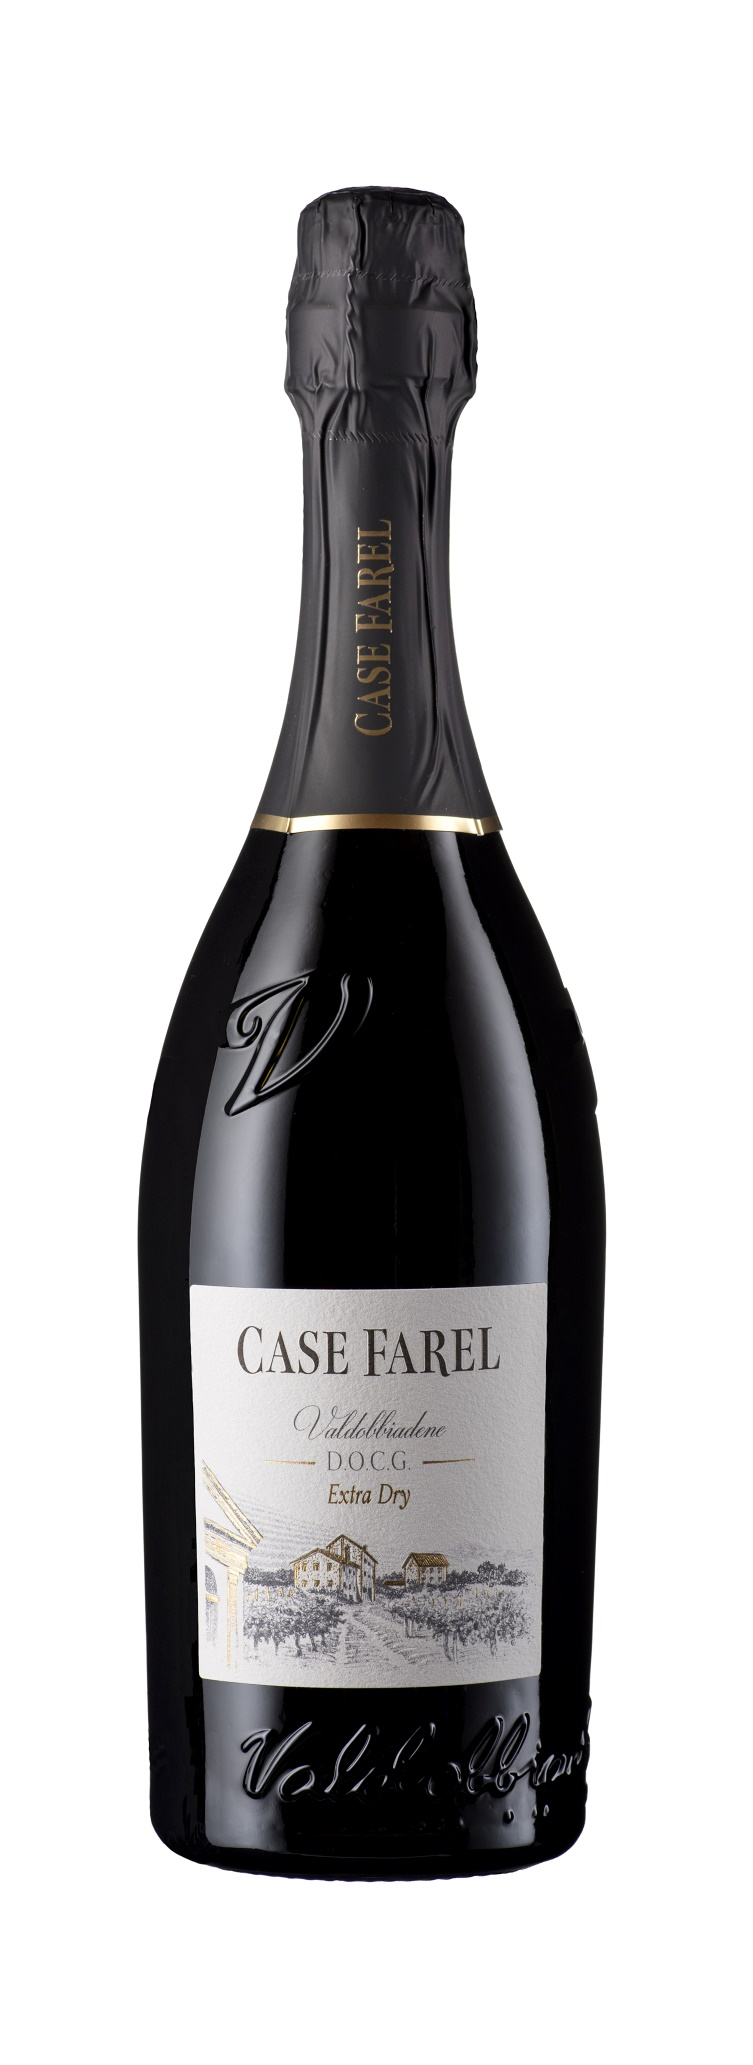 CASE FAREL
V
CASE FAREL
Valdobbiadene
D.O.C.G.
Extra Dry